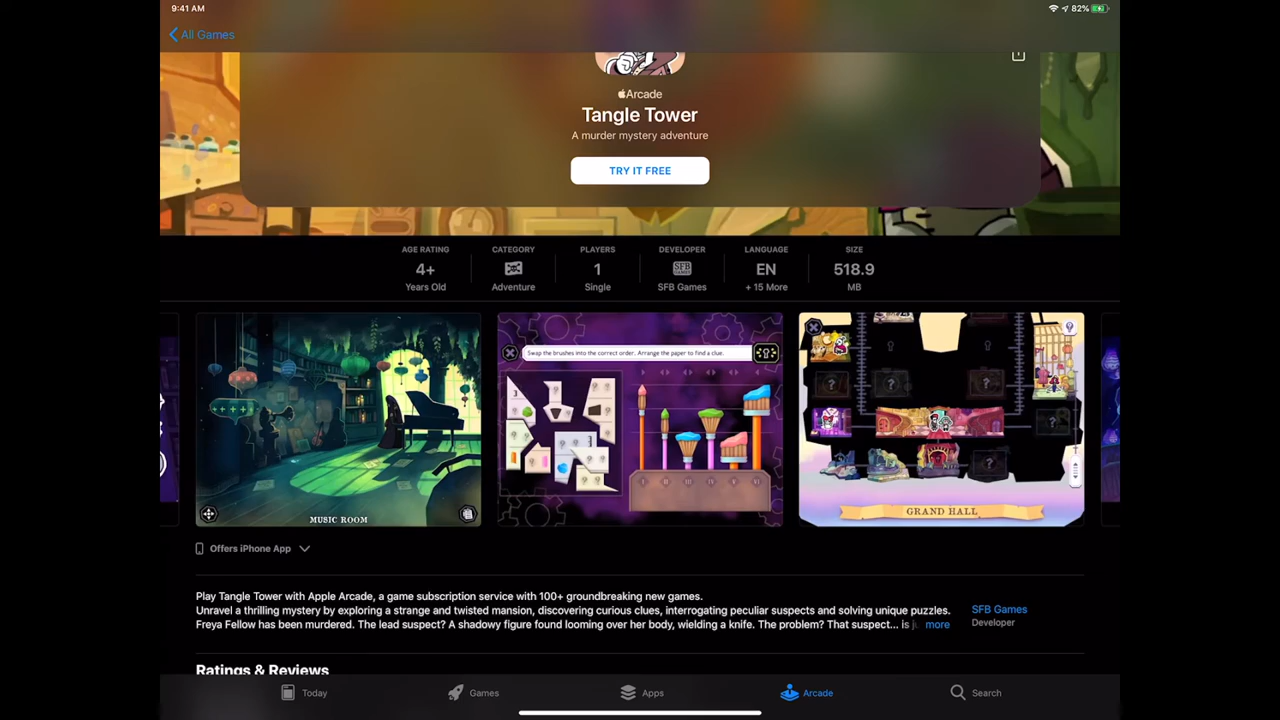 9:41 AM
82%
All Games
Arcade
Tangle Tower
A murder mystery adventure
TRY IT FREE
AGE RATING
4+
Years Old
CATEGORY
Adventure
PLAYERS
1
Single
DEVELOPER
SFB GAMES
SFB Games
LANGUAGE
EN
+ 15 More
SIZE
518.9
MB
MUSIC ROOM
Swap the brushes into the correct order. Arrange the paper to find a clue.
I II III IV V VI
GRAND HALL
Offers iPhone App
Play Tangle Tower with Apple Arcade, a game subscription service with 100+ groundbreaking new games.
Unravel a thrilling mystery by exploring a strange and twisted mansion, discovering curious clues, interrogating peculiar suspects and solving unique puzzles.
Freya Fellow has been murdered. The lead suspect? A shadowy figure found looming over her body, wielding a knife. The problem? That suspect... is more
SFB Games
Developer
Ratings & Reviews
Today
Games
Apps
Arcade
Search